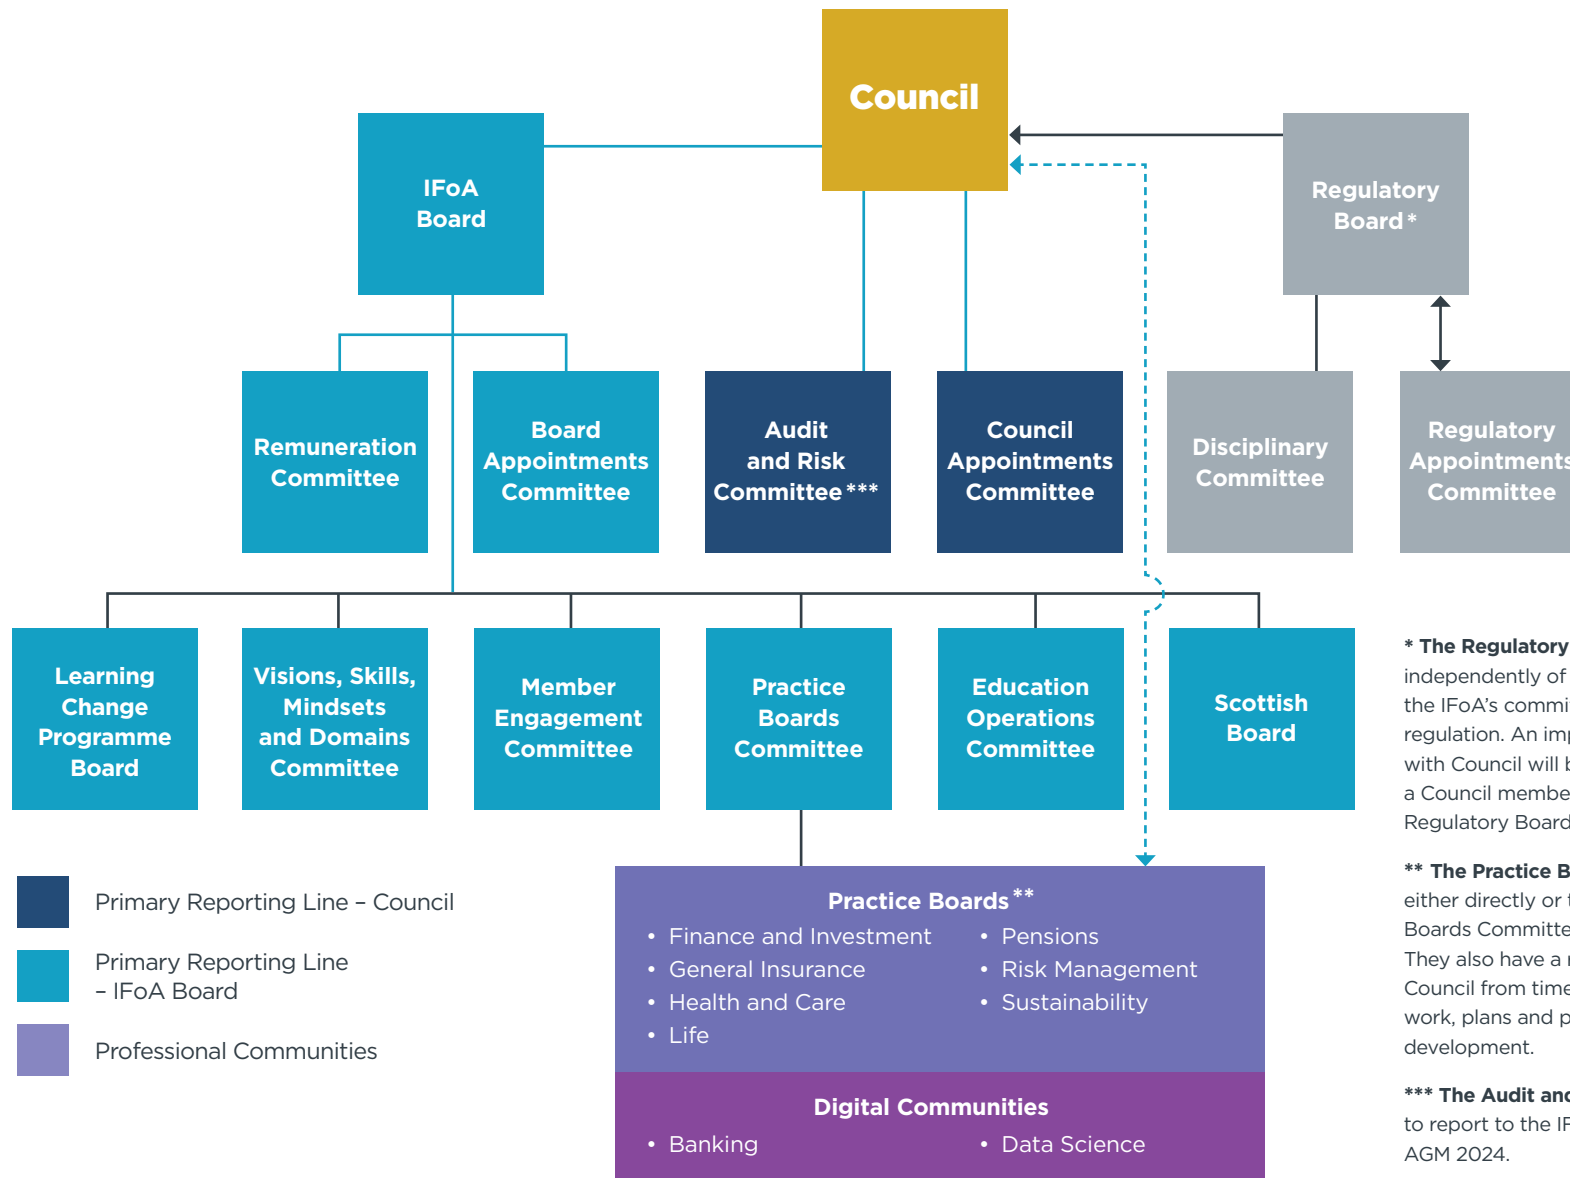 Council
IFoA
Board
Regulatory
Board*
Remuneration
Committee
Board
Appointments
Committee
Audit
and Risk
Committee***
Council
Appointments
Committee
Disciplinary
Committee
Regulatory
Appointments
Committee
Learning
Change
Programme
Board
Visions, Skills,
Mindsets
and Domains
Committee
Member
Engagement
Committee
Practice
Boards
Committee
Education
Operations
Committee
Scottish
Board
Primary Reporting Line – Council
Primary Reporting Line
– IFoA Board
Professional Communities
Practice Boards**
• Finance and Investment
• General Insurance
• Health and Care
• Life
• Pensions
• Risk Management
• Sustainability
Digital Communities
• Banking
• Data Science
* The Regulatory
independently of
the IFoA's
regulation. An
with Council will
a Council
Regulatory Board
** The Practice
either directly or
Boards
They also have a
Council from time
work, plans and
development.
*** The Audit and
to report to the
AGM 2024.